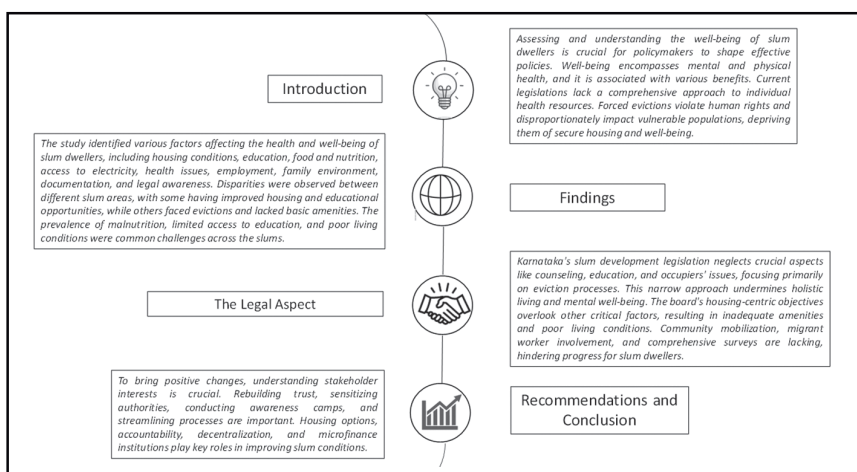 Introduction
Assessing and understanding the well-being of slum
dwellers is crucial for policymakers to shape effective
policies. Well-being encompasses mental and physical
health, and it is associated with various benefits. Current
legislations lack a comprehensive approach to individual
health resources. Forced evictions violate human rights and
disproportionately impact vulnerable populations, depriving
them of secure housing and well-being.
Findings
The study identified various factors affecting the health and well-being of
slum dwellers, including housing conditions, education, food and nutrition,
access to electricity, health issues, employment, family environment,
documentation, and legal awareness. Disparities were observed between
different slum areas, with some having improved housing and educational
opportunities, while others faced evictions and lacked basic amenities. The
prevalence of malnutrition, limited access to education, and poor living
conditions were common challenges across the slums.
The Legal Aspect
Karnataka's slum development legislation neglects crucial aspects
like counseling, education, and occupiers' issues, focusing primarily
on eviction processes. This narrow approach undermines holistic
living and mental well-being. The board's housing-centric objectives
overlook other critical factors, resulting in inadequate amenities
and poor living conditions. Community mobilization, migrant
worker involvement, and comprehensive surveys are lacking,
hindering progress for slum dwellers.
Recommendations and
Conclusion
To bring positive changes, understanding stakeholder
interests is crucial. Rebuilding trust, sensitizing
authorities, conducting awareness camps, and
streamlining processes are important. Housing options,
accountability, decentralization, and microfinance
institutions play key roles in improving slum conditions.